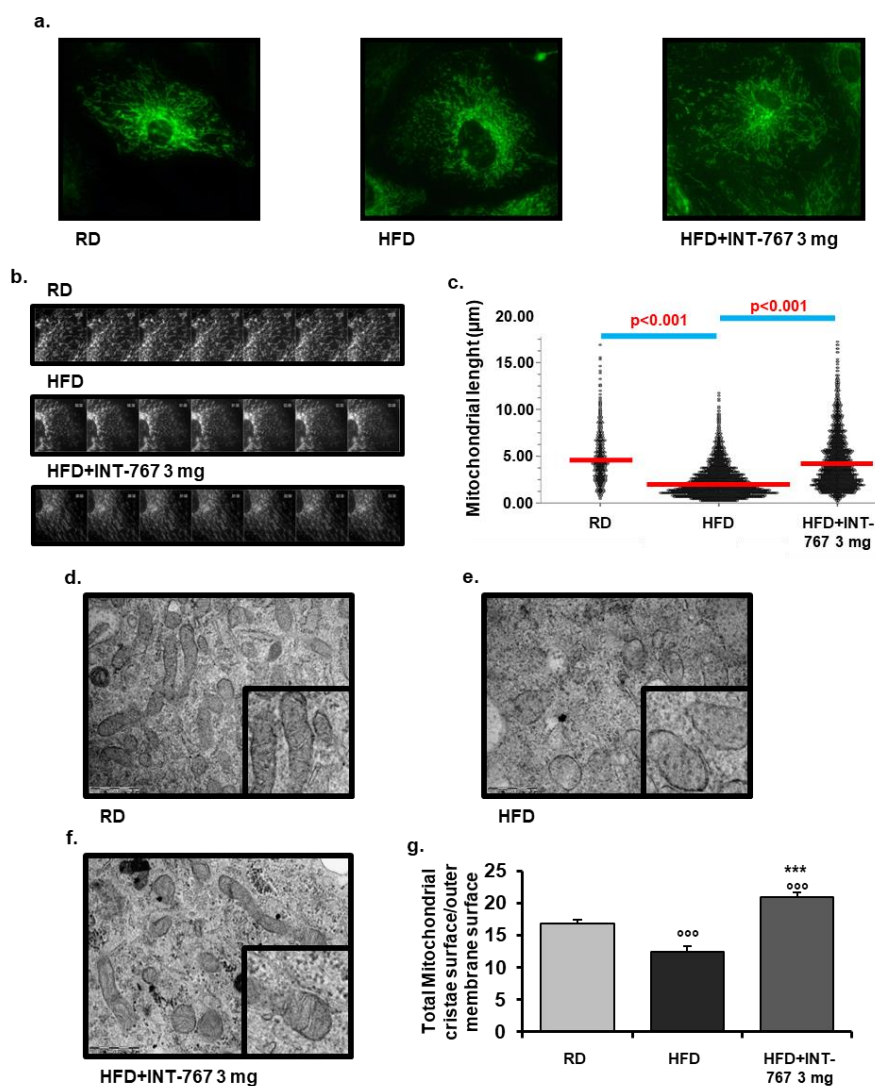 a.
RD
HFD
HFD+INT-767 3 mg
b.
RD
HFD
HFD+INT-767 3 mg
c.
Mitochondrial lenght (µm)
20.00
15.00
10.00
5.00
0.00
p<0.001
p<0.001
RD
HFD
HFD+INT-
767 3 mg
d.
RD
e.
HFD
f.
HFD+INT-767 3 mg
g.
Total Mitochondrial
cristae surface/outer
membrane surface
25
20
15
10
5
0
°°°
***
°°°
RD
HFD
HFD+INT-
767 3 mg